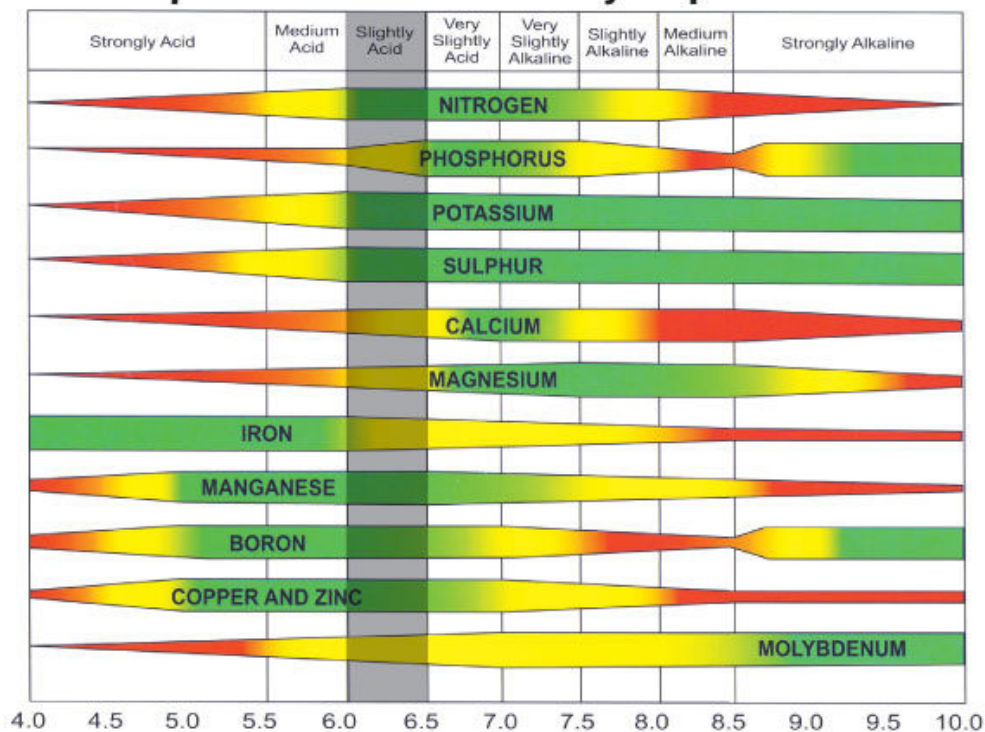 Strongly Acid
Medium
Acid
Slightly
Acid
Very
Slightly
Acid
Very
Slightly
Alkaline
Slightly
Alkaline
Medium
Alkaline
Strongly Alkaline
NITROGEN
PHOSPHORUS
POTASSIUM
SULPHUR
CALCIUM
MAGNESIUM
IRON
MANGANESE
BORON
COPPER AND ZINC
MOLYBDENUM
4.0 4.5 5.0 5.5 6.0 6.5 7.0 7.5 8.0 8.5 9.0 9.5 10.0